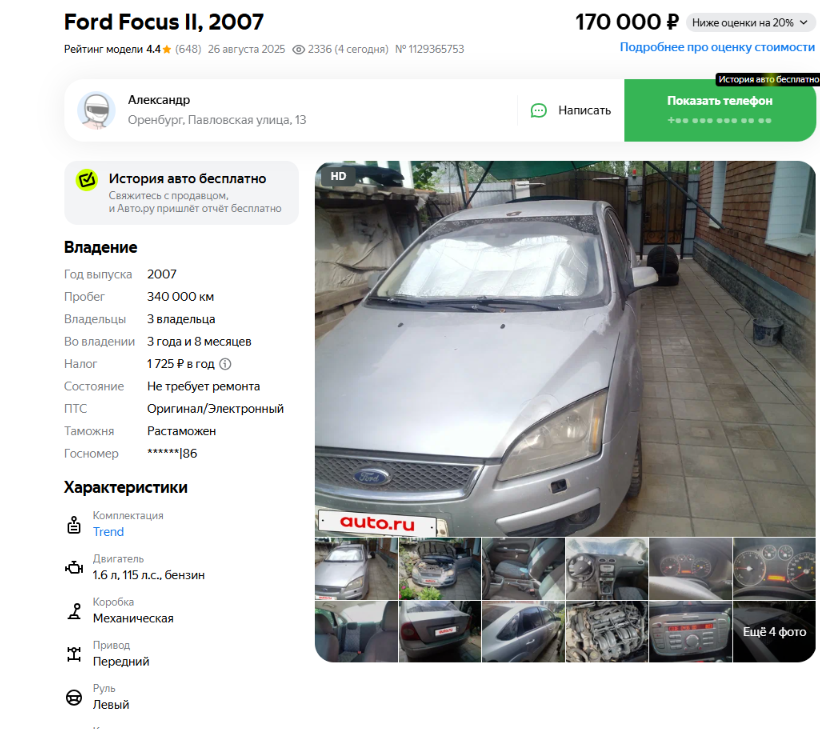 Ford Focus II, 2007
170 000 ₽ Ниже оценки на 20%
Рейтинг модели 4.4 (648) 26 августа 2025 2336 (4 сегодня) № 1129365753
Подробнее про оценку стоимости
История авто бесплатно
Александр
Оренбург, Павловская улица, 13
Написать
Показать телефон
История авто бесплатно
Свяжитесь с продавцом,
и Авто.ру пришлёт отчёт бесплатно
HD
Владение
Год выпуска 2007
Пробег 340 000 км
Владельцы 3 владельца
Во владении 3 года и 8 месяцев
Налог 1 725 ₽ в год
Состояние Не требует ремонта
ПТС Оригинал/Электронный
Таможня Растаможен
Госномер ******|86
Характеристики
Комплектация
Trend
Двигатель
1.6 л, 115 л.с., бензин
Коробка
Механическая
Привод
Передний
Руль
Левый
Ford
auto.ru
Ещё 4 фото